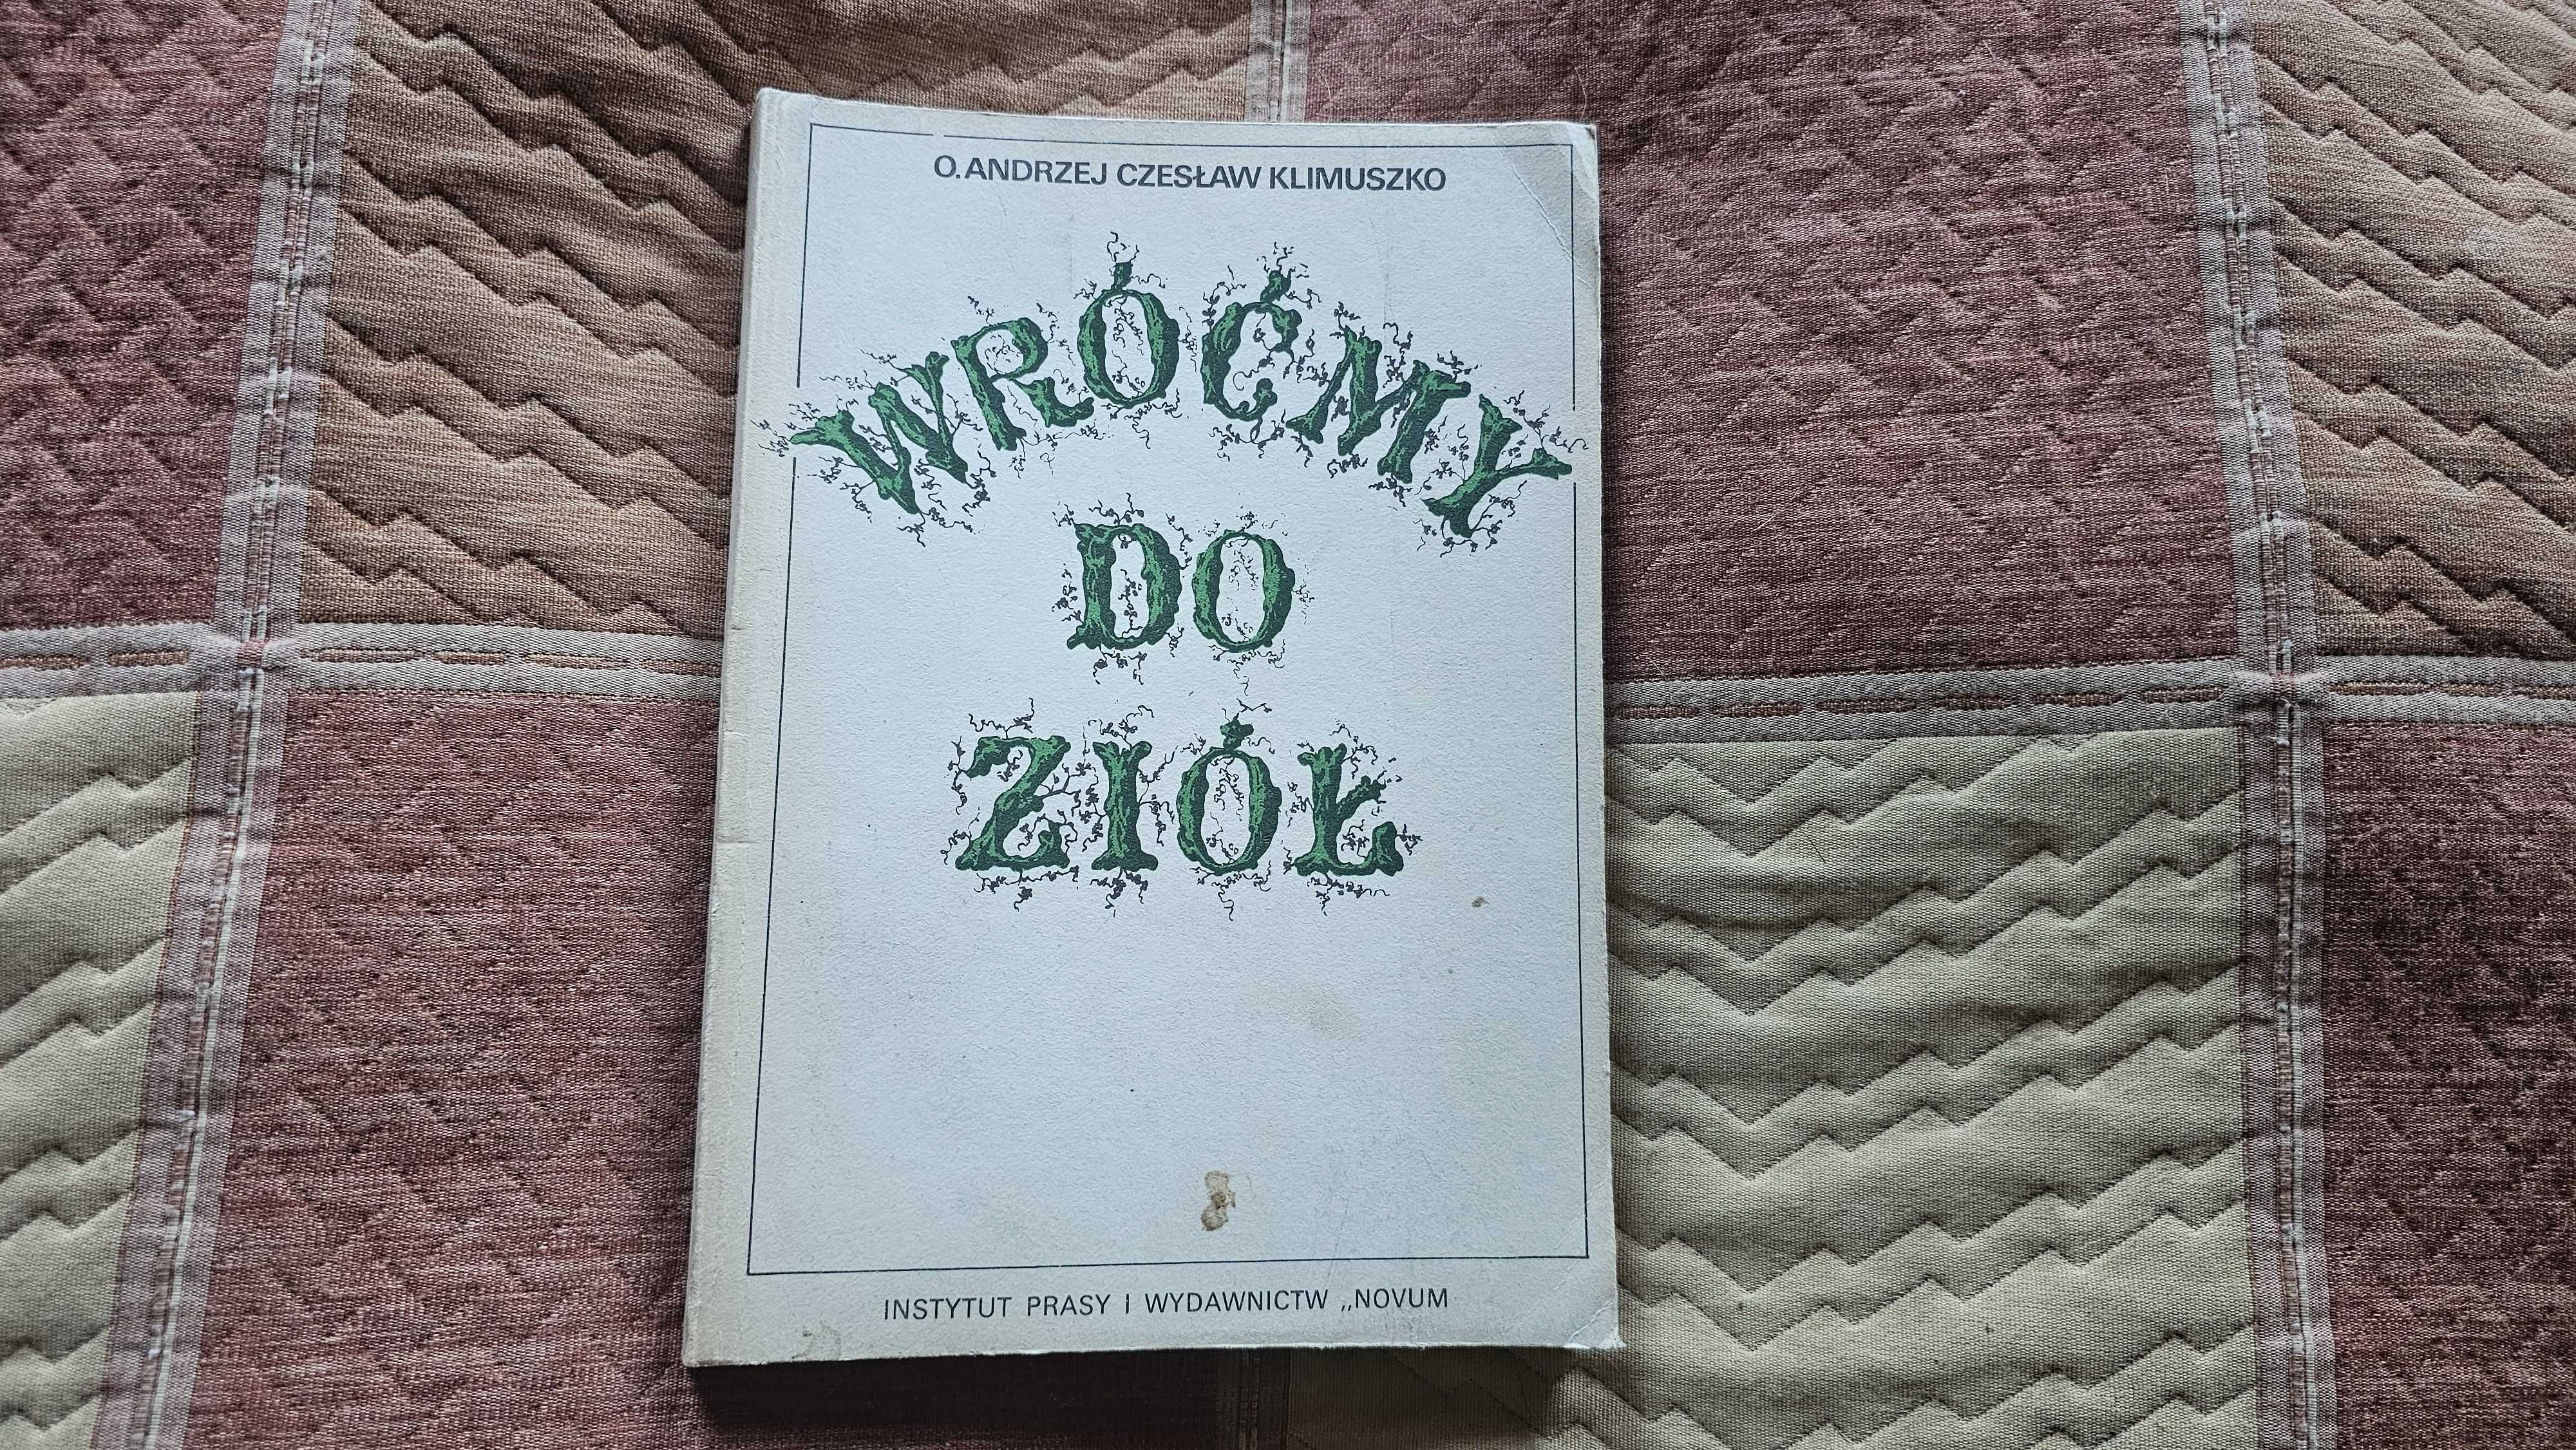 O. ANDRZEJ CZESŁAW KLIMUSZKO
WRÓĆMY
DO
ZIÓŁ
INSTYTUT PRASY I WYDAWNICTW „NOVUM